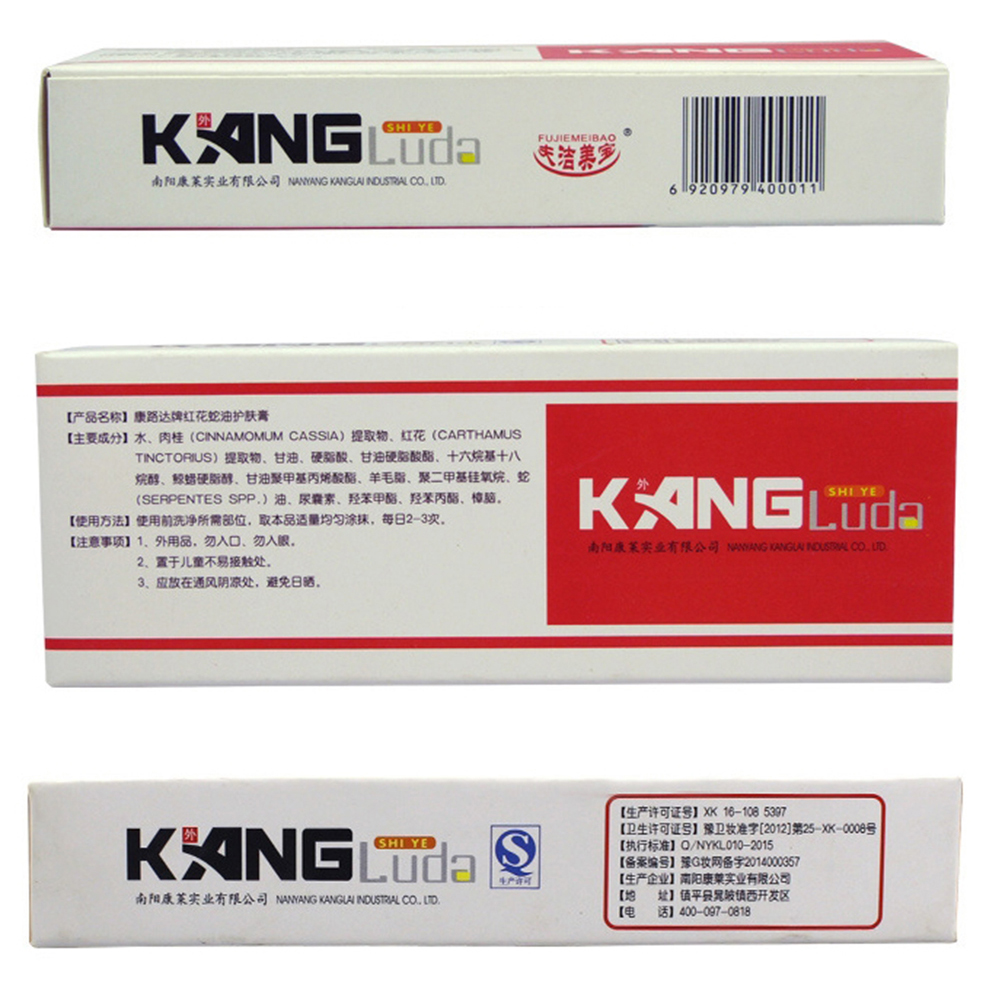 KANG
外
SHI YE
Luda
南阳康莱实业有限公司 NANYANG KANGLAI INDUSTRIAL CO., LTD.
FUJIEMEIBAO
夫洁美宝®
6 920979 400011
【产品名称】康路达牌红花蛇油护肤膏
【主要成分】水、肉桂（CINNAMOMUM CASSIA）提取物、红花（CARTHAMUS
TINCTORIUS）提取物、甘油、硬脂酸、甘油硬脂酸酯、十六烷基十八
烷醇、鲸蜡硬脂醇、甘油聚甲基丙烯酸酯、羊毛脂、聚二甲基硅氧烷、蛇
（SERPENTES SPP.）油、尿囊素、羟苯甲酯、羟苯丙酯、樟脑。
【使用方法】使用前洗净所需部位，取本品适量均匀涂抹，每日2-3次。
【注意事项】1、外用品，勿入口、勿入眼。
2、置于儿童不易接触处。
3、应放在通风阴凉处，避免日晒。
KANG
外
SHI YE
Luda
南阳康莱实业有限公司 NANYANG KANGLAI INDUSTRIAL CO., LTD.
KANG
外
SHI YE
Luda
南阳康莱实业有限公司 NANYANG KANGLAI INDUSTRIAL CO., LTD.
生产许可
【生产许可证号】XK 16-108 5397
【卫生许可证号】豫卫妆准字[2012]第25-XK-0008号
【执行标准】Q/NYKL010-2015
【备案编号】豫G妆网备字2014000357
【生产企业】南阳康莱实业有限公司
【地 址】镇平县晃陂镇西开发区
【电 话】400-097-0818